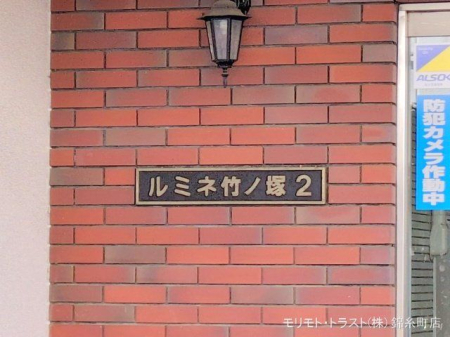 ALSOK
防犯カメラ作動中
ルミネ竹ノ塚 2
モリモト・トラスト(株) 錦糸町店